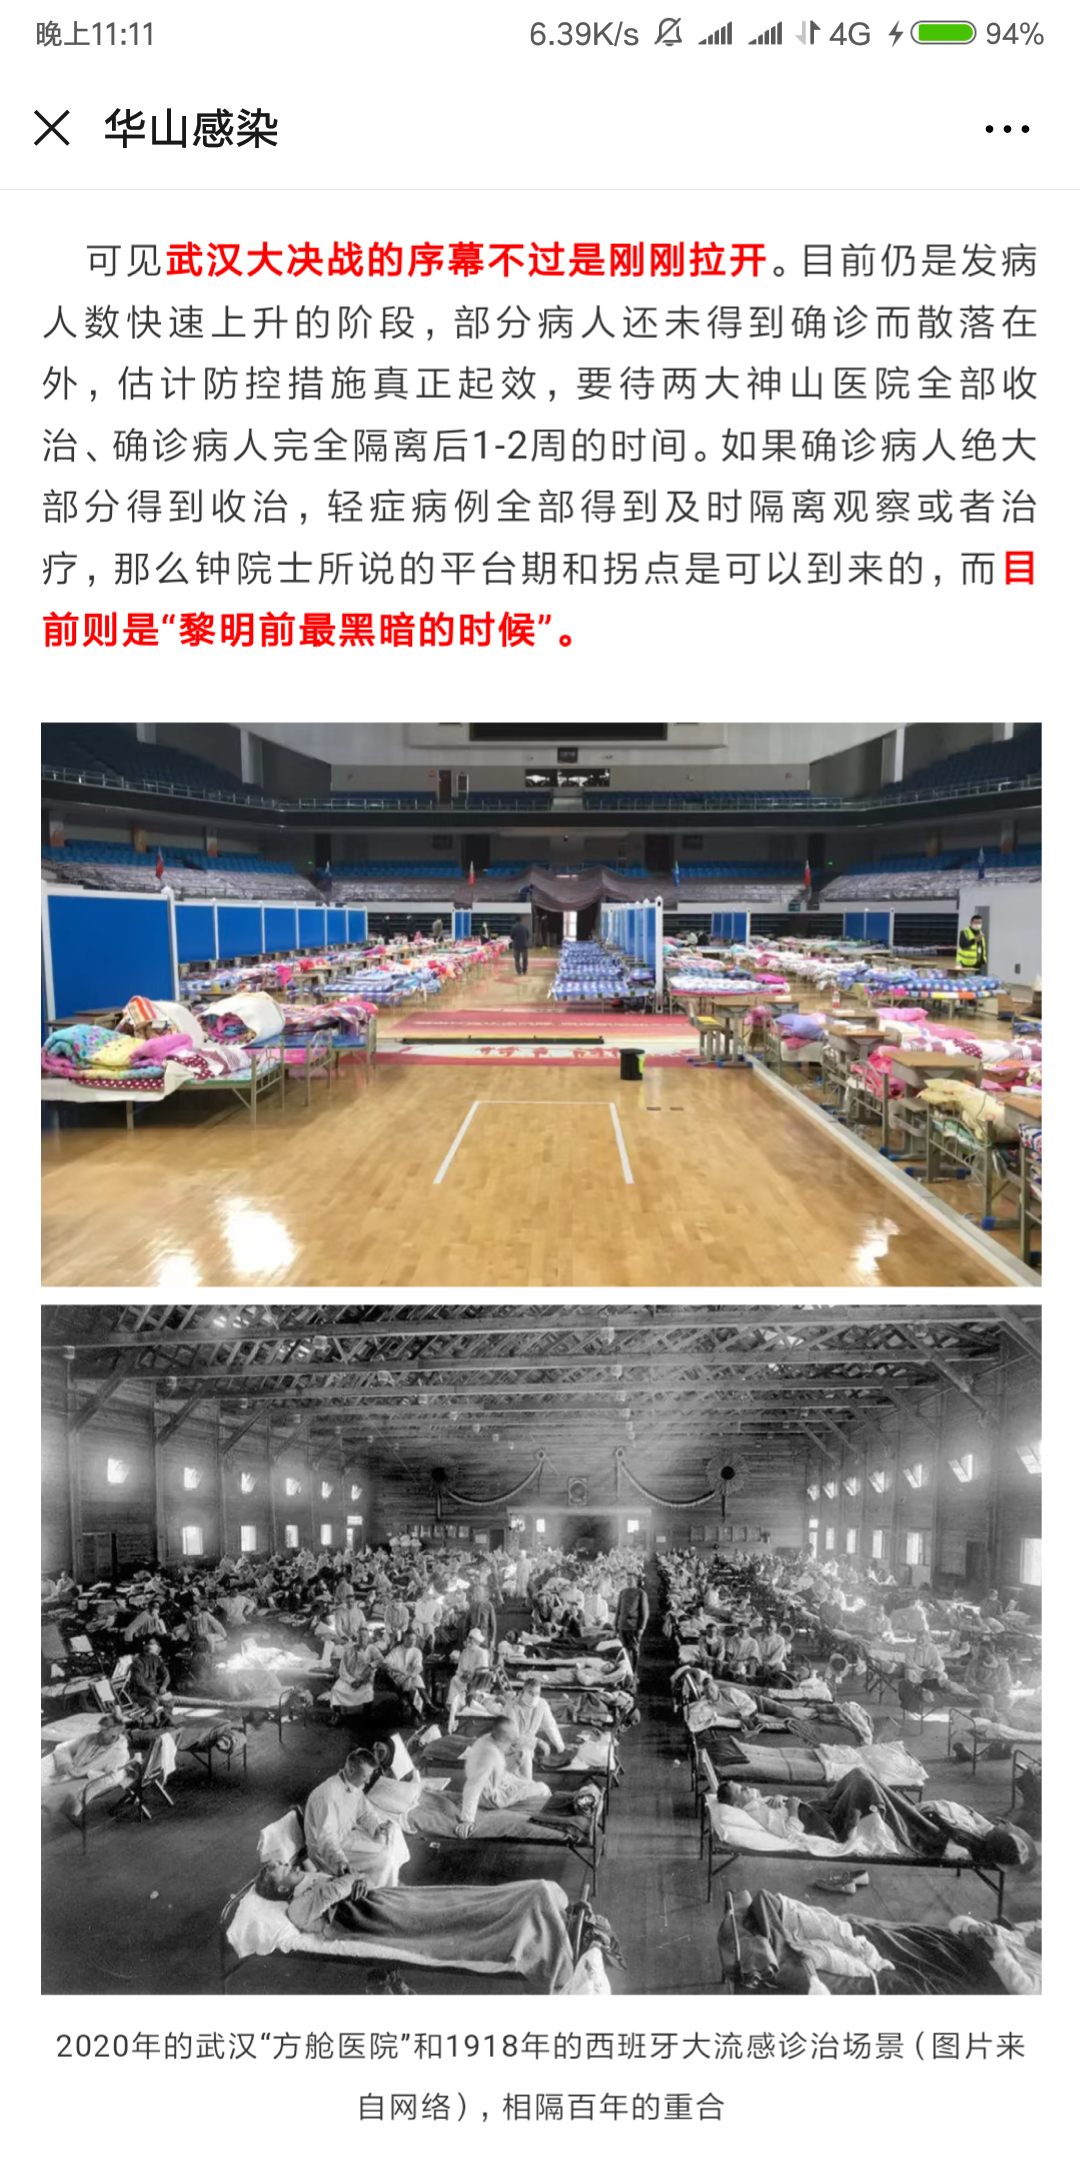 晚上11:11
6.39K/s 4G 94%
华山感染
可见武汉大决战的序幕不过是刚刚拉开。目前仍是发病
人数快速上升的阶段，部分病人还未得到确诊而散落在
外，估计防控措施真正起效，要待两大神山医院全部收
治、确诊病人完全隔离后1-2周的时间。如果确诊病人绝大
部分得到收治，轻症病例全部得到及时隔离观察或者治
疗，那么钟院士所说的平台期和拐点是可以到来的，而目
前则是“黎明前最黑暗的时候”。
2020年的武汉“方舱医院”和1918年的西班牙大流感诊治场景（图片来
自网络），相隔百年的重合